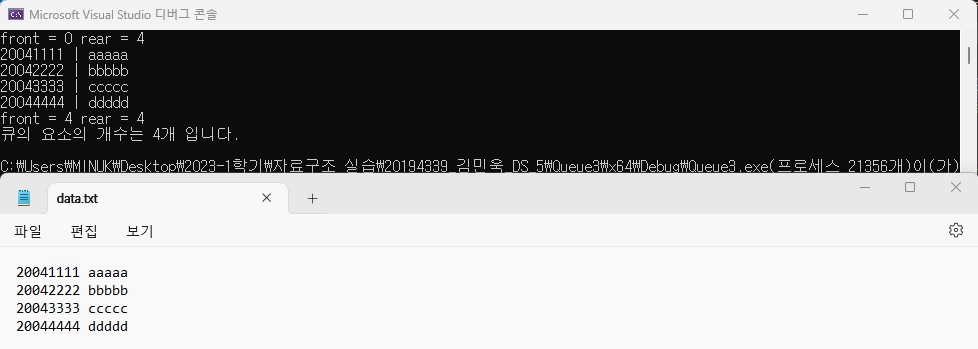 Microsoft Visual Studio 디버그 콘솔
front = 0 rear = 4
20041111 | aaaaa
20042222 | bbbbb
20043333 | ccccc
20044444 | ddddd
front = 4 rear = 4
큐의 요소의 개수는 4개 입니다.
C:\Users\MINUK\Desktop\2023-1학기\자료구조 실습\20194339_김민욱_DS_5\Queue3\x64\Debug\Queue3.exe(프로세스 21356개)이(가)
data.txt
파일 편집 보기
20041111 aaaaa
20042222 bbbbb
20043333 ccccc
20044444 ddddd